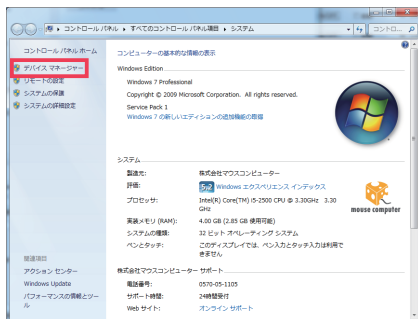 コントロール パネル ▸ すべてのコントロール パネル項目 ▸ システム
コントロ...
コントロール パネル ホーム
デバイス マネージャー
リモートの設定
システムの保護
システムの詳細設定
関連項目
アクション センター
Windows Update
パフォーマンスの情報とツール
コンピューターの基本的な情報の表示
Windows Edition
Windows 7 Professional
Copyright © 2009 Microsoft Corporation. All rights reserved.
Service Pack 1
Windows 7 の新しいエディションの追加機能の取得
システム
製造元: 株式会社マウスコンピューター
評価: 5.2 Windows エクスペリエンス インデックス
プロセッサ: Intel(R) Core(TM) i5-2500 CPU @ 3.30GHz 3.30
GHz
実装メモリ (RAM): 4.00 GB (2.85 GB 使用可能)
システムの種類: 32 ビット オペレーティング システム
ペンとタッチ: このディスプレイでは、ペン入力とタッチ入力は利用で
きません
mouse computer
株式会社マウスコンピューター サポート
電話番号: 0570-05-1105
サポート時間: 24時間受付
Web サイト: オンライン サポート